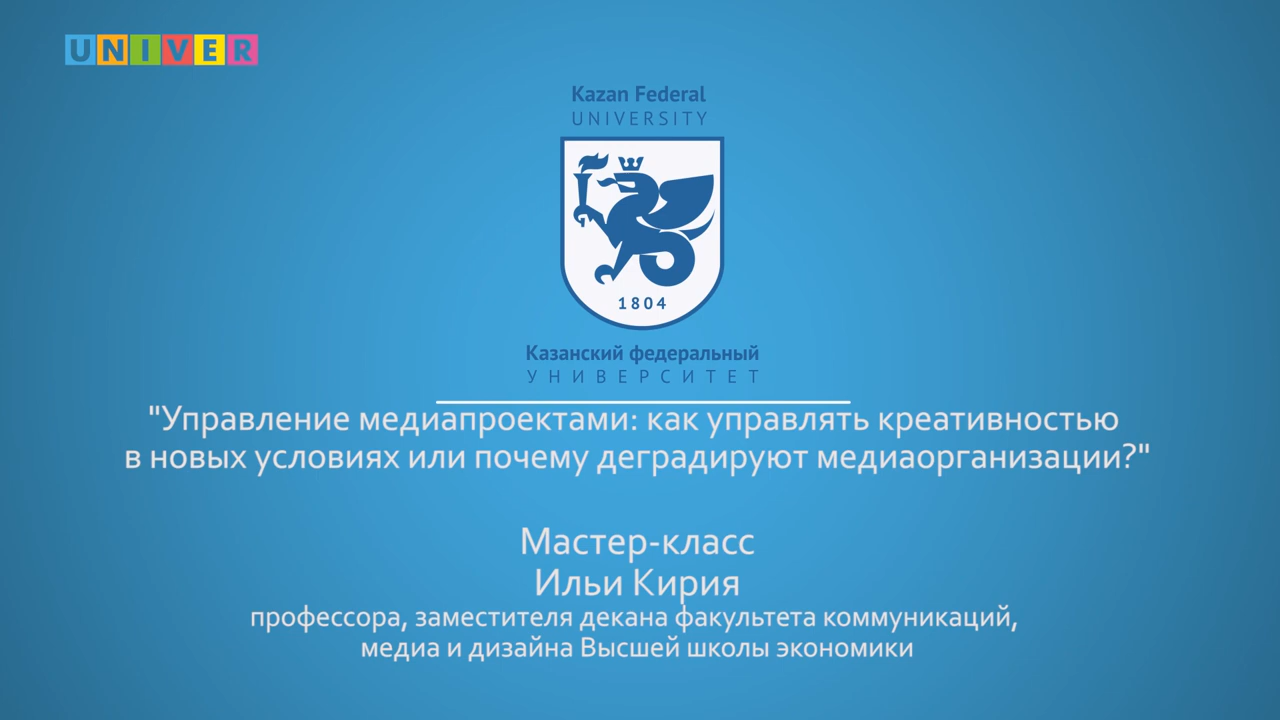 UNIVER
Kazan Federal
UNIVERSITY
1804
Казанский федеральный
УНИВЕРСИТЕТ
"Управление медиапроектами: как управлять креативностью
в новых условиях или почему деградируют медиаорганизации?"
Мастер-класс
Ильи Кирия
профессора, заместителя декана факультета коммуникаций,
медиа и дизайна Высшей школы экономики